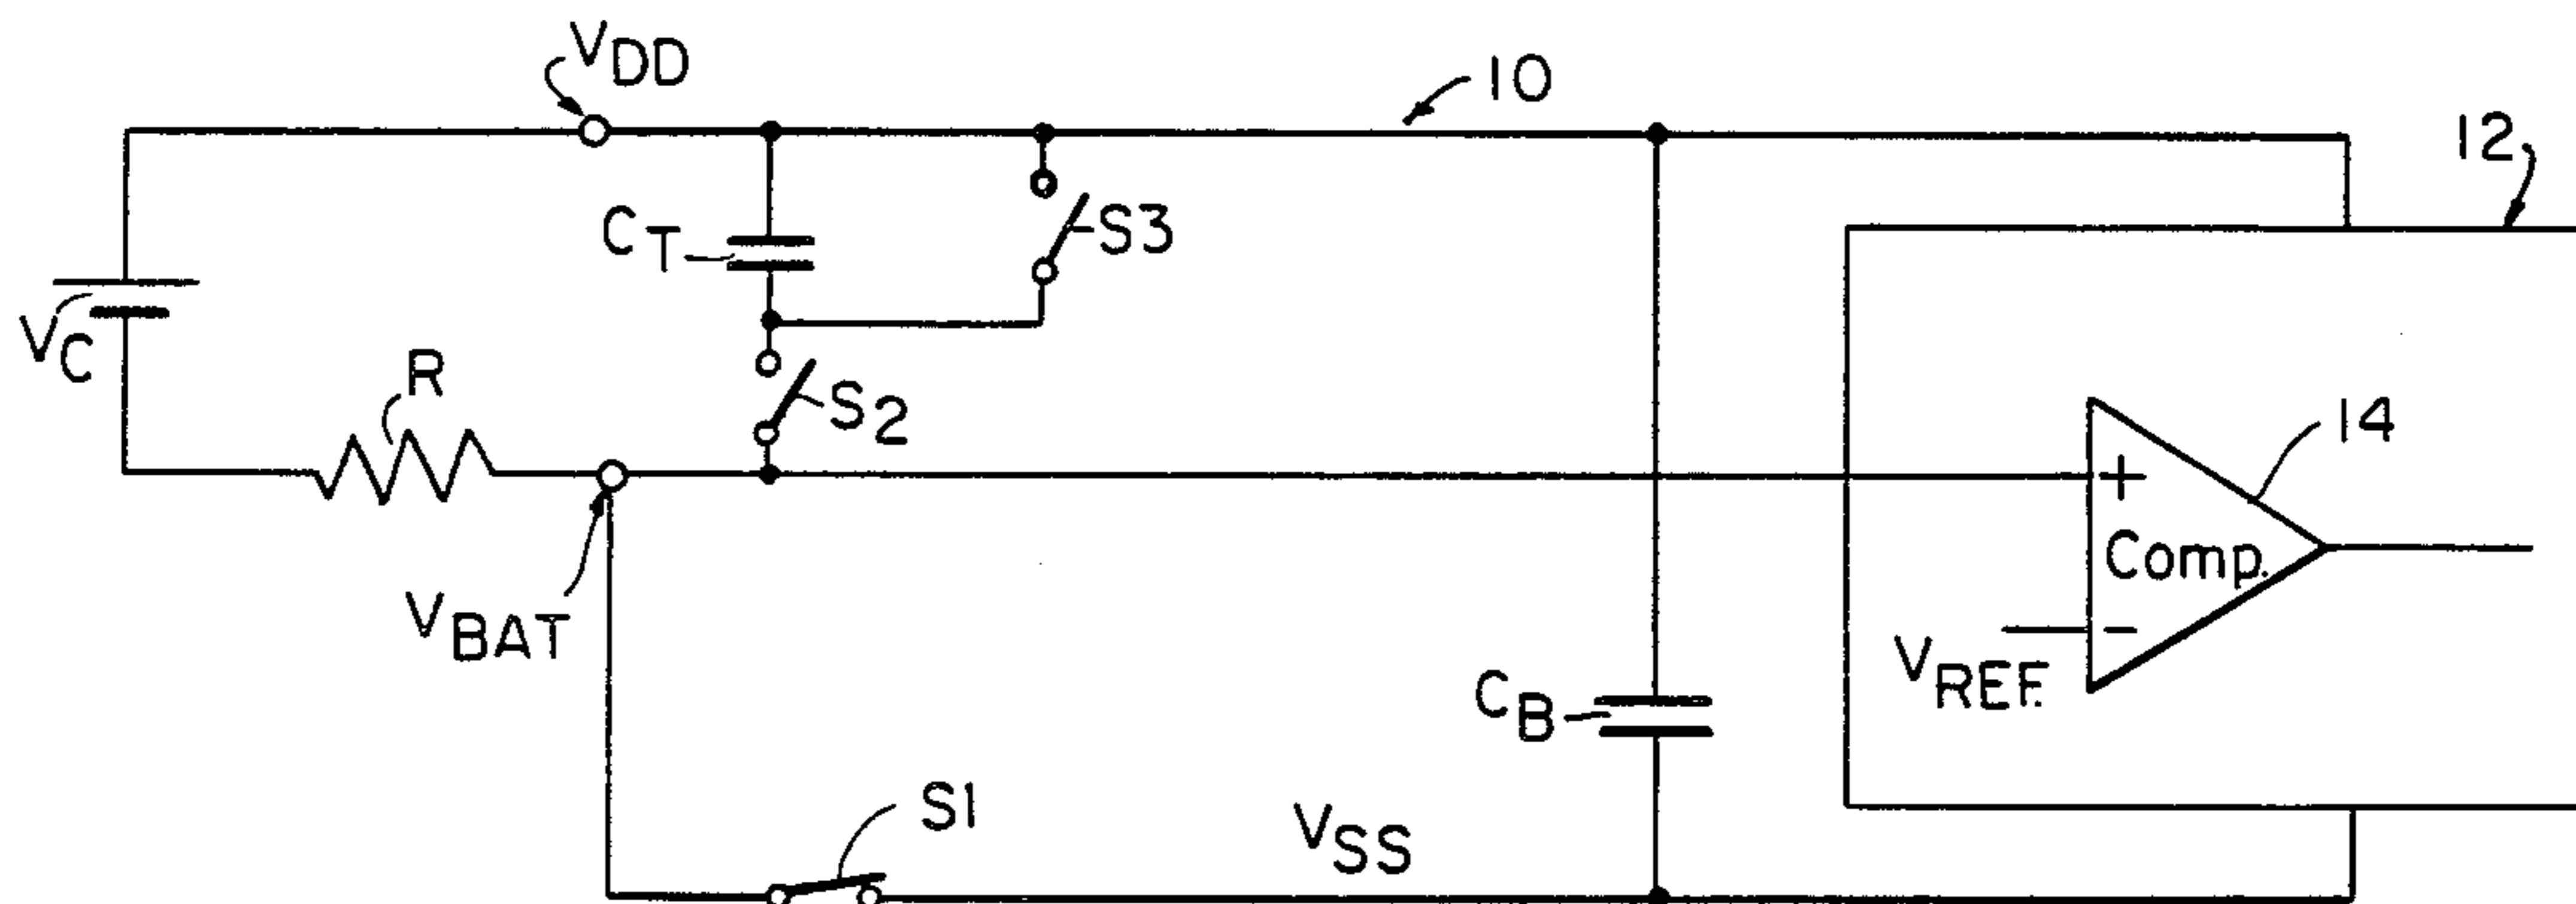 VDD
10
12
CT
S3
VC
R
S2
14
+
Comp.
VBAT
VREF.
-
CB
S1
VSS